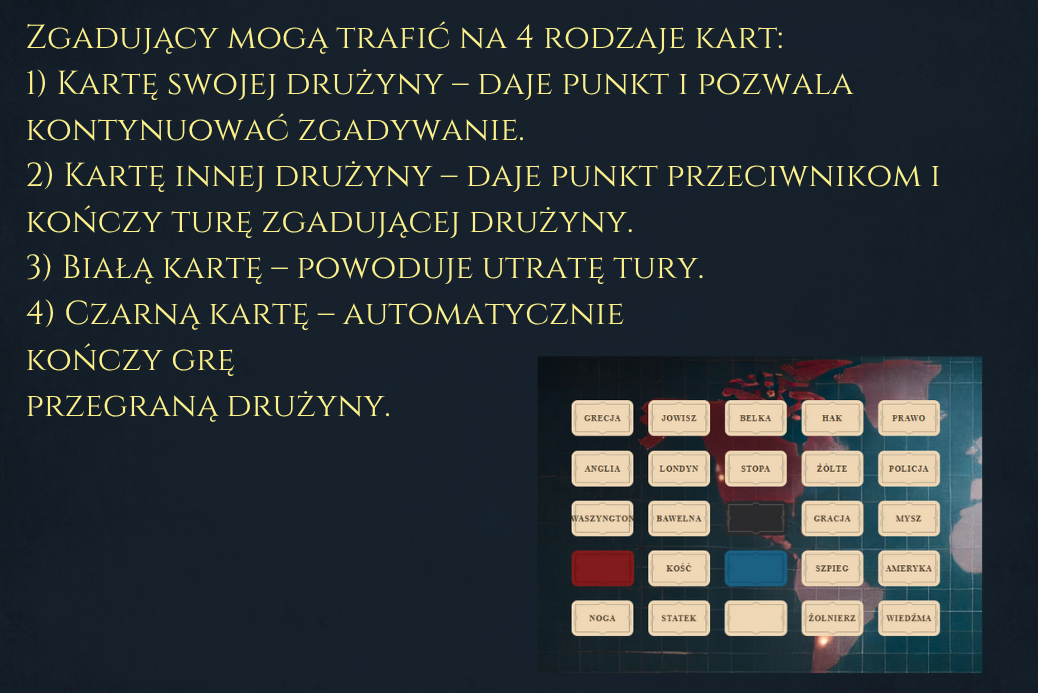 Zgadujący mogą trafić na 4 rodzaje kart:
1) Kartę swojej drużyny – daje punkt i pozwala
kontynuować zgadywanie.
2) Kartę innej drużyny – daje punkt przeciwnikom i
kończy turę zgadującej drużyny.
3) Białą kartę – powoduje utratę tury.
4) Czarną kartę – automatycznie
kończy grę
przegraną drużyny.
GRECJA JOWISZ BELKA HAK PRAWO
ANGLIA LONDYN STOPA ŻÓLTE POLICJA
WASZYNGTON BAWELNA GRACJA MYSZ
KOŚĆ SZPIEG AMERYKA
NOGA STATEK ŻOLNIERZ WIEDŹMA